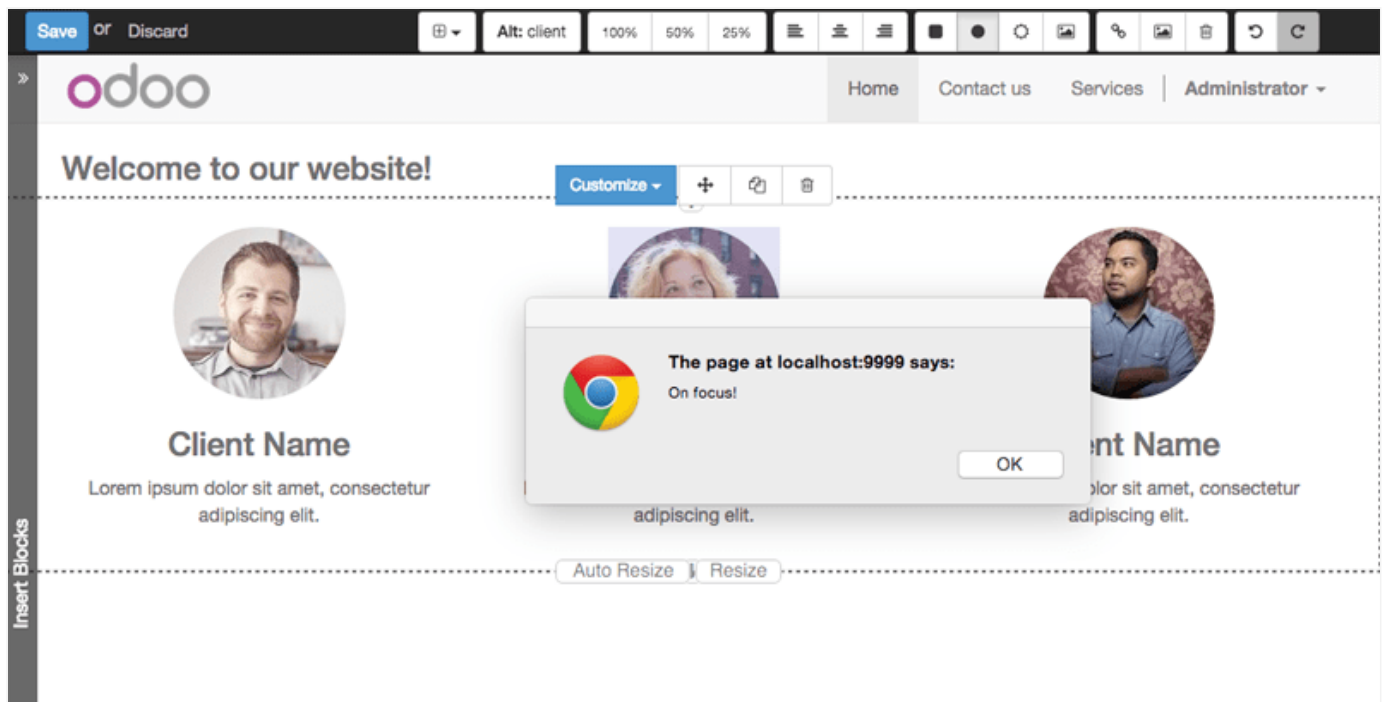 Save or Discard Alt: client 100% 50% 25%
odoo Home Contact us Services Administrator
Welcome to our website!
Customize
The page at localhost:9999 says:
On focus!
OK
Client Name
Lorem ipsum dolor sit amet, consectetur
adipiscing elit.
adipiscing elit.
Name
sit amet, consectetur
adipiscing elit.
Auto Resize Resize
Insert Blocks